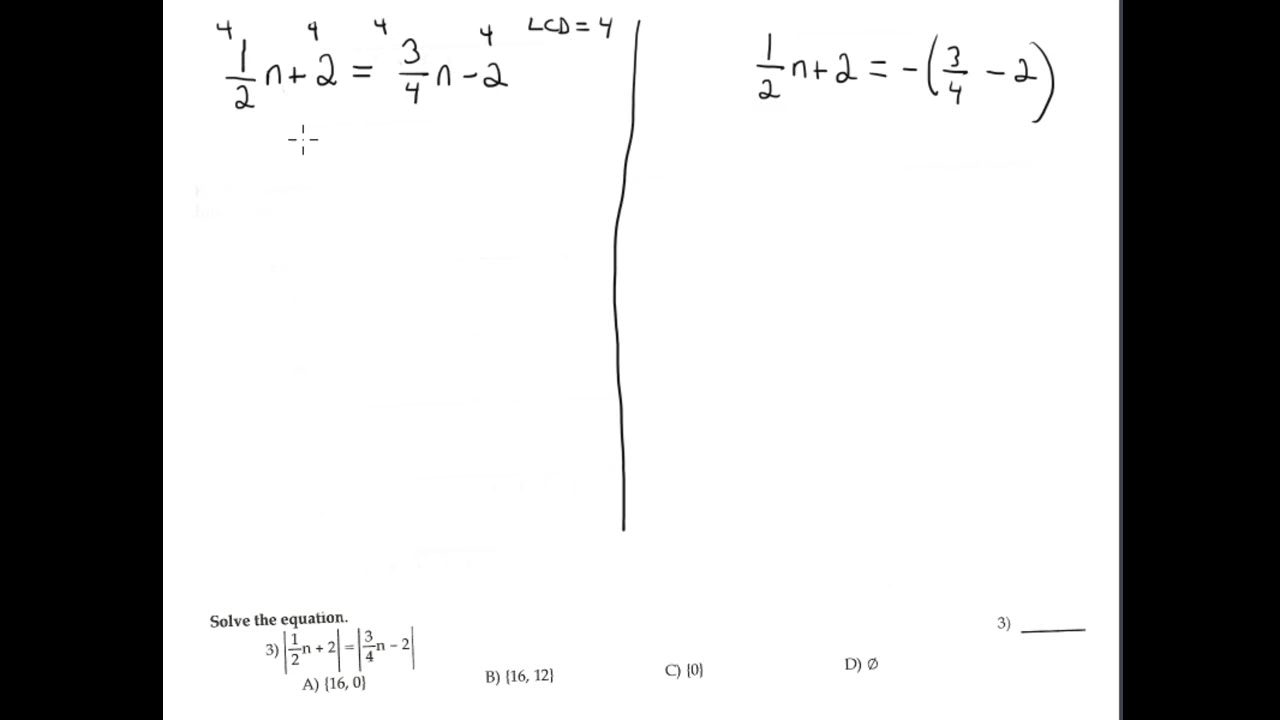 4 4 4 4 LCD = 4
1/2 n + 2 = 3/4 n - 2
1/2 n + 2 = - (3/4 - 2)
Solve the equation.
3) |1/2 n + 2| = |3/4 n - 2|
3) ______
A) {16, 0} B) {16, 12} C) {0} D) ∅